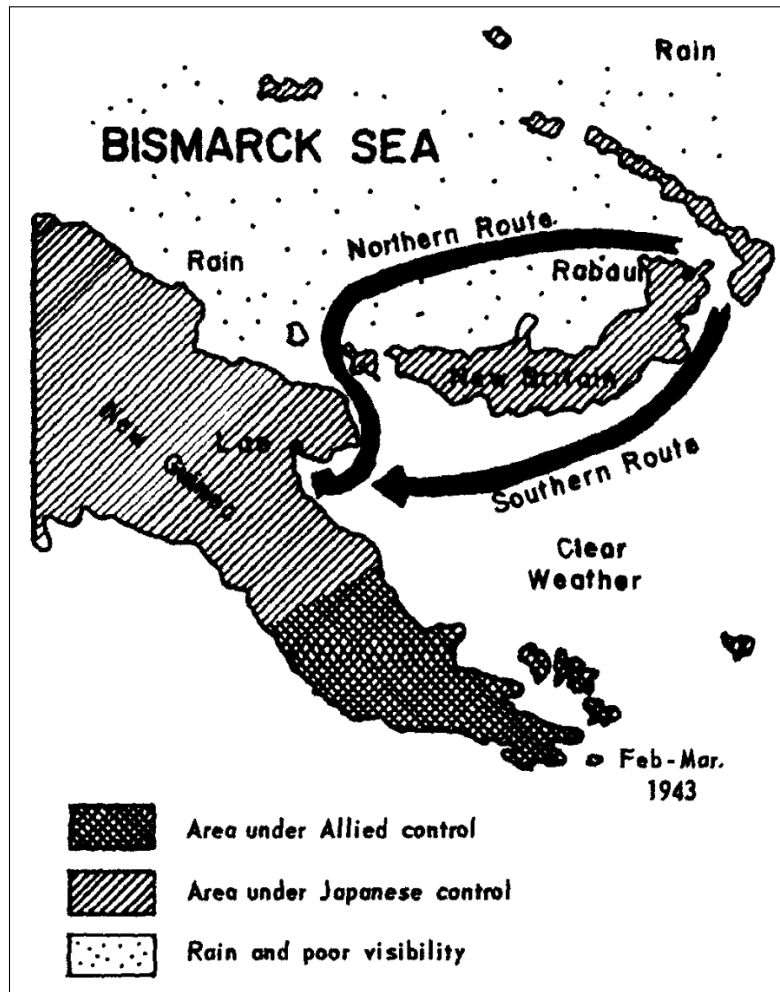 Rain
BISMARCK SEA
Northern Route.
Rain
Rabaul
New Britain
New Guinea
Lae
Southern Route
Clear
Weather
Feb-Mar.
1943
Area under Allied control
Area under Japanese control
Rain and poor visibility